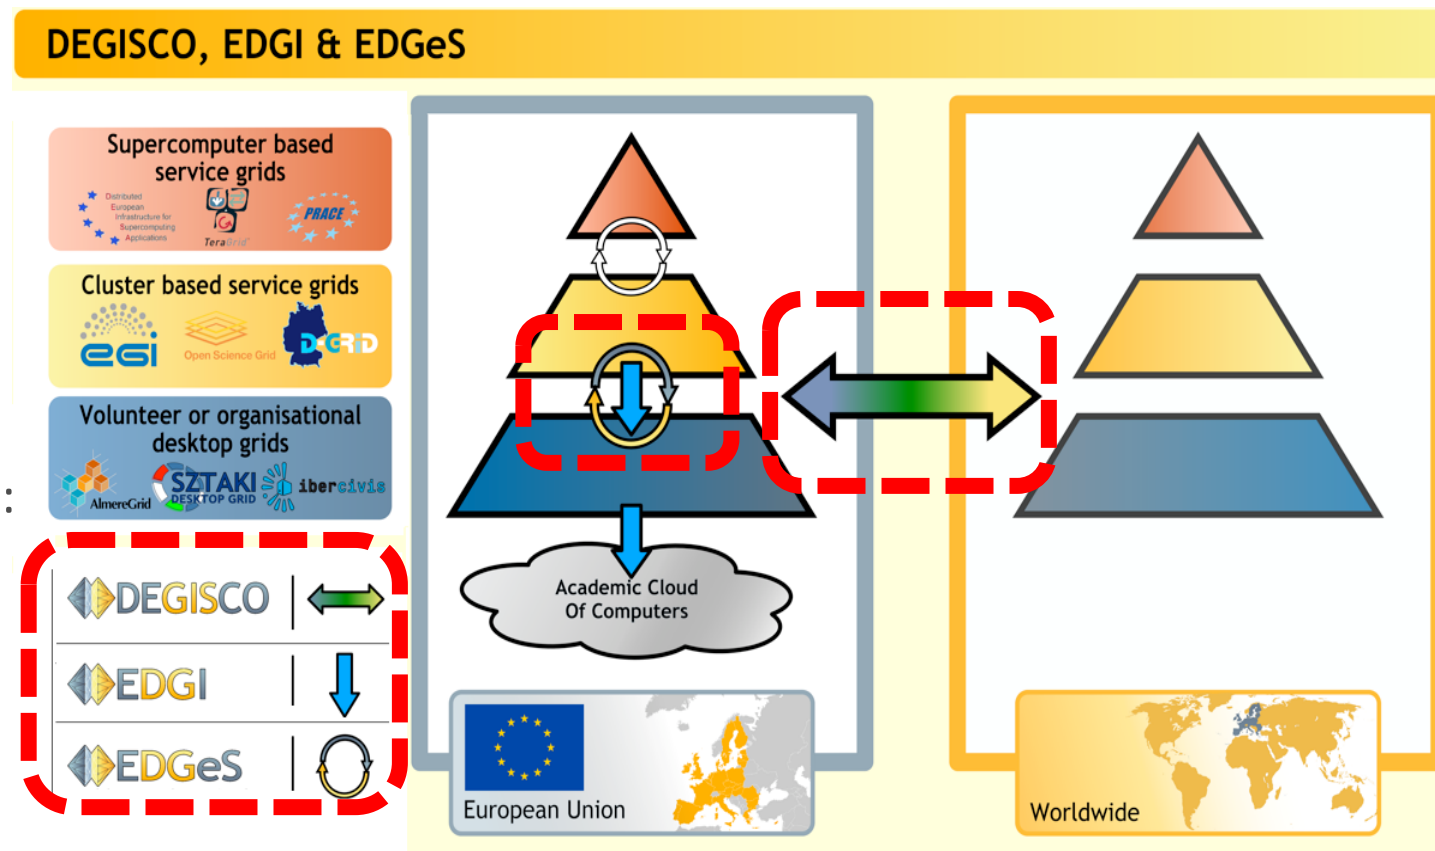 DEGISCO, EDGI & EDGeS
Supercomputer based
service grids
Distributed
European
Infrastructure for
Supercomputing
Applications
TeraGrid
PRACE
Cluster based service grids
eGi
Open Science Grid
D-GRID
Volunteer or organisational
desktop grids
AlmereGrid
SZTAKI
DESKTOP GRID
ibercivis
:
DEGISCO
EDGI
EDGeS
Academic Cloud
Of Computers
European Union
Worldwide